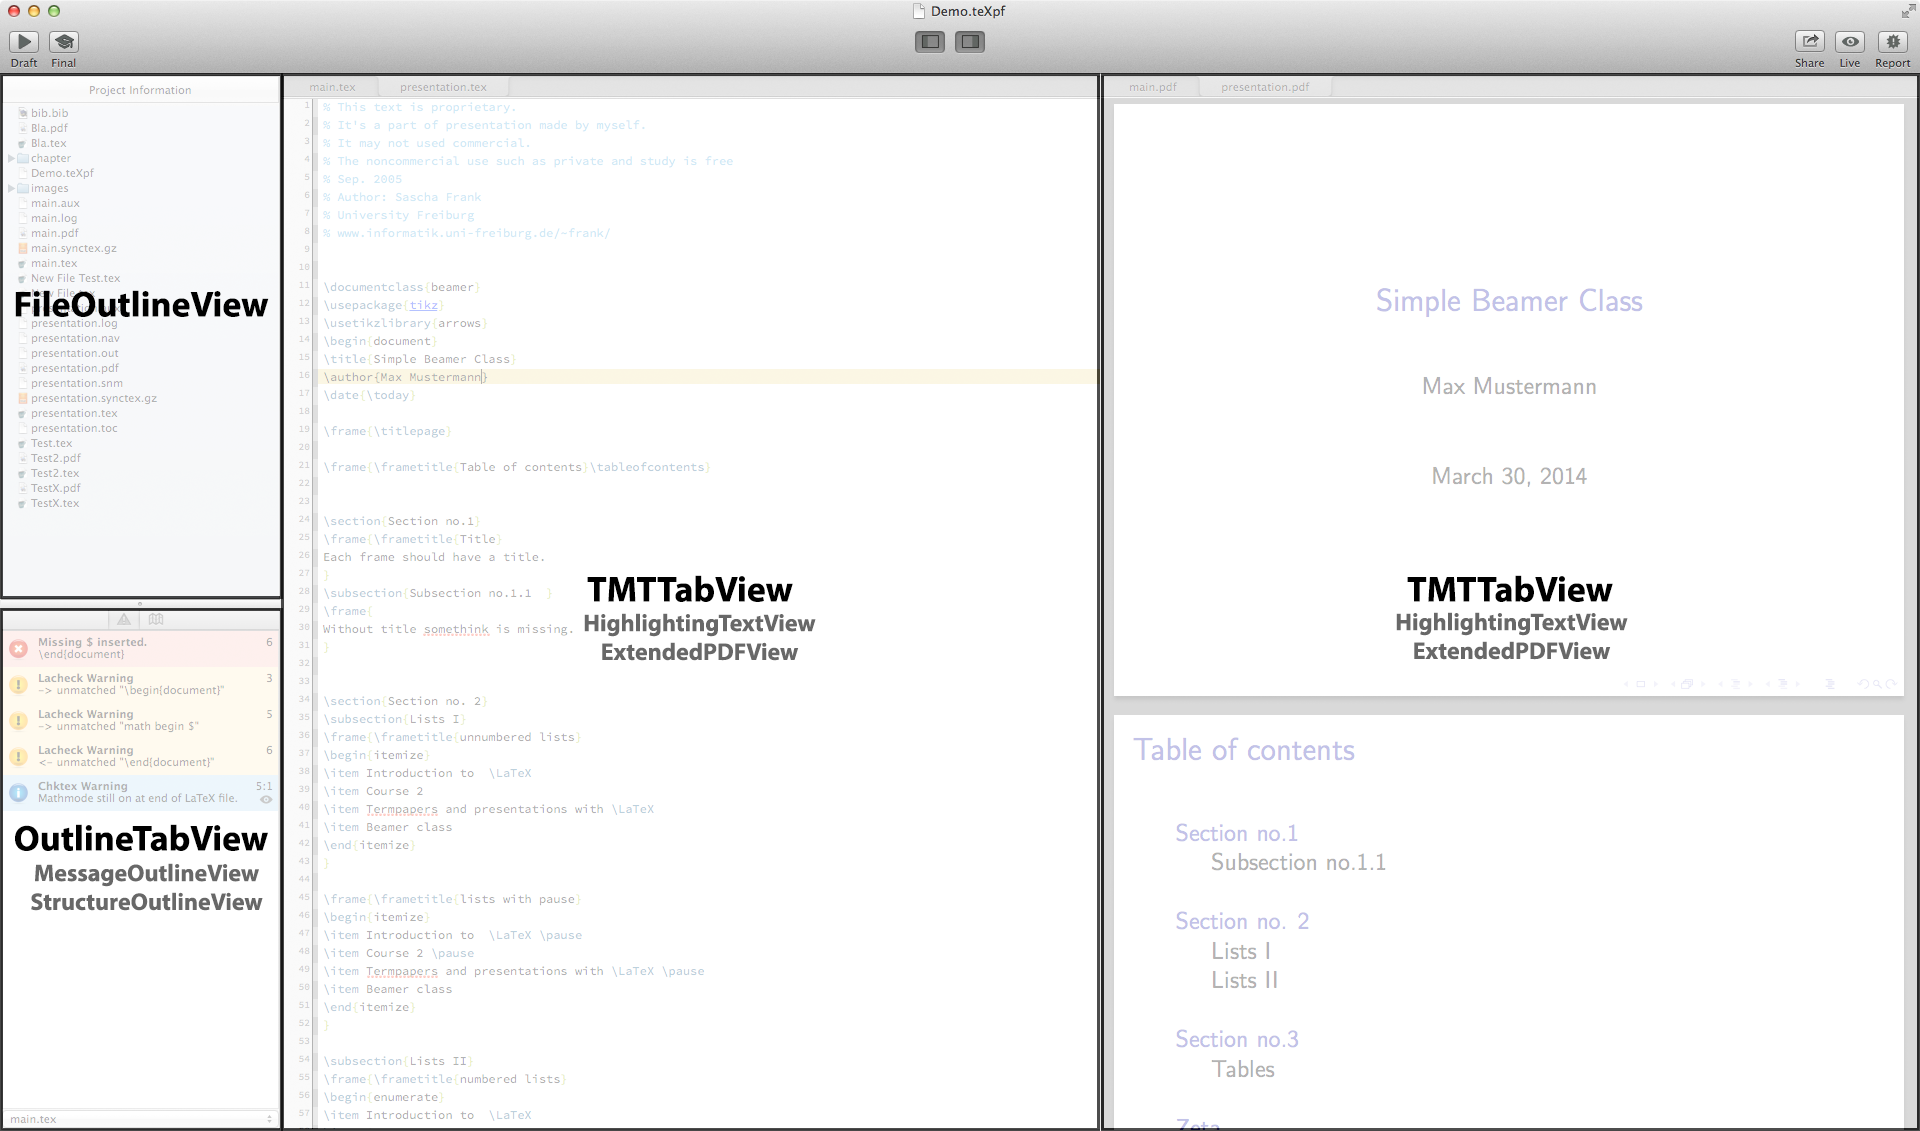 Demo.teXpf
Draft
Final
Share
Live
Report
Project Information
bib.bib
Bla.pdf
Bla.tex
chapter
Demo.teXpf
images
main.aux
main.log
main.pdf
main.synctex.gz
main.tex
New File Test.tex
New File.tex
FileOutlineView
presentation.log
presentation.nav
presentation.out
presentation.pdf
presentation.snm
presentation.synctex.gz
presentation.tex
presentation.toc
Test.tex
Test2.pdf
Test2.tex
TestX.pdf
TestX.tex
Missing $ inserted. 6
\end{document}
Lacheck Warning 3
-> unmatched "\begin{document}"
Lacheck Warning 5
-> unmatched "math begin $"
Lacheck Warning 6
<- unmatched "\end{document}"
Chktex Warning 5:1
Mathmode still on at end of LaTeX file.
OutlineTabView
MessageOutlineView
StructureOutlineView
main.tex
main.tex presentation.tex
1 % This text is proprietary.
2 % It's a part of presentation made by myself.
3 % It may not used commercial.
4 % The noncommercial use such as private and study is free
5 % Sep. 2005
6 % Author: Sascha Frank
7 % University Freiburg
8 % www.informatik.uni-freiburg.de/~frank/
9
10
11 \documentclass{beamer}
12 \usepackage{tikz}
13 \usetikzlibrary{arrows}
14 \begin{document}
15 \title{Simple Beamer Class}
16 \author{Max Mustermann}
17 \date{\today}
18
19 \frame{\titlepage}
20
21 \frame{\frametitle{Table of contents}\tableofcontents}
22
23
24 \section{Section no.1}
25 \frame{\frametitle{Title}
26 Each frame should have a title.
27 }
28 \subsection{Subsection no.1.1  }
29 \frame{
30 Without title somethink is missing.
31 }
32
33
34 \section{Section no. 2}
35 \subsection{Lists I}
36 \frame{\frametitle{unnumbered lists}
37 \begin{itemize}
38 \item Introduction to  \LaTeX
39 \item Course 2
40 \item Termpapers and presentations with \LaTeX
41 \item Beamer class
42 \end{itemize}
43 }
44
45 \frame{\frametitle{lists with pause}
46 \begin{itemize}
47 \item Introduction to  \LaTeX \pause
48 \item Course 2 \pause
49 \item Termpapers and presentations with \LaTeX \pause
50 \item Beamer class
51 \end{itemize}
52 }
53
54 \subsection{Lists II}
55 \frame{\frametitle{numbered lists}
56 \begin{enumerate}
57 \item Introduction to  \LaTeX
TMTTabView
HighlightingTextView
ExtendedPDFView
main.pdf presentation.pdf
Simple Beamer Class
Max Mustermann
March 30, 2014
TMTTabView
HighlightingTextView
ExtendedPDFView
Table of contents
Section no.1
Subsection no.1.1
Section no. 2
Lists I
Lists II
Section no.3
Tables
Zeta